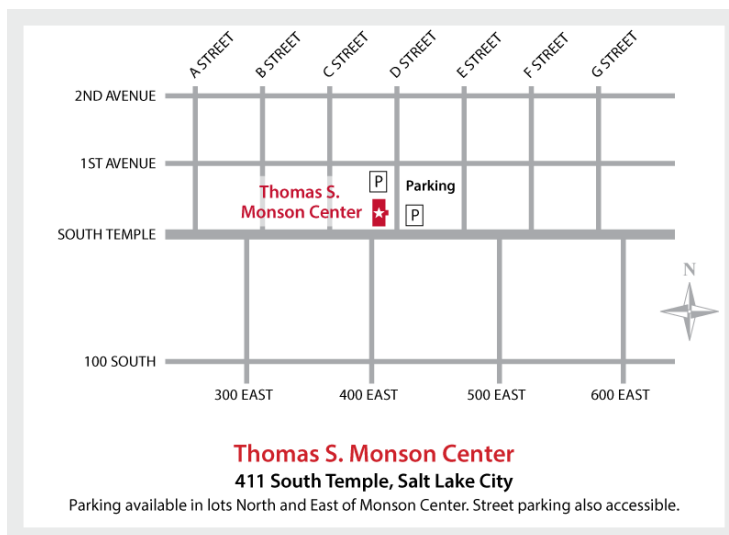 A STREET
B STREET
C STREET
D STREET
E STREET
F STREET
G STREET
2ND AVENUE
1ST AVENUE
P
Parking
Thomas S.
Monson Center
P
SOUTH TEMPLE
N
100 SOUTH
300 EAST
400 EAST
500 EAST
600 EAST
Thomas S. Monson Center
411 South Temple, Salt Lake City
Parking available in lots North and East of Monson Center. Street parking also accessible.